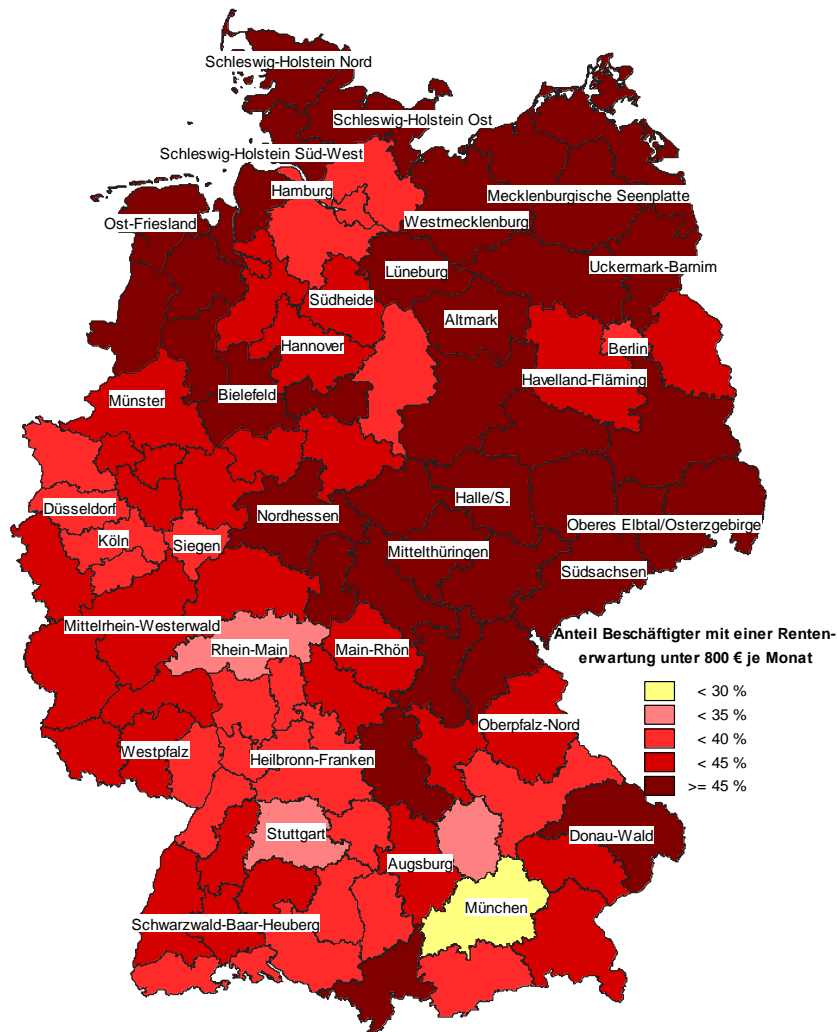 Schleswig-Holstein Nord
Schleswig-Holstein Ost
Schleswig-Holstein Süd-West
Hamburg
Mecklenburgische Seenplatte
Ost-Friesland
Westmecklenburg
Lüneburg
Uckermark-Barnim
Südheide
Altmark
Hannover
Berlin
Havelland-Fläming
Bielefeld
Münster
Halle/S.
Düsseldorf
Nordhessen
Oberes Elbtal/Osterzgebirge
Köln
Siegen
Mittelthüringen
Südsachsen
Mittelrhein-Westerwald
Rhein-Main
Main-Rhön
Anteil Beschäftigter mit einer Renten-
erwartung unter 800 € je Monat
< 30 %
< 35 %
< 40 %
< 45 %
>= 45 %
Oberpfalz-Nord
Westpfalz
Heilbronn-Franken
Stuttgart
Donau-Wald
Augsburg
München
Schwarzwald-Baar-Heuberg